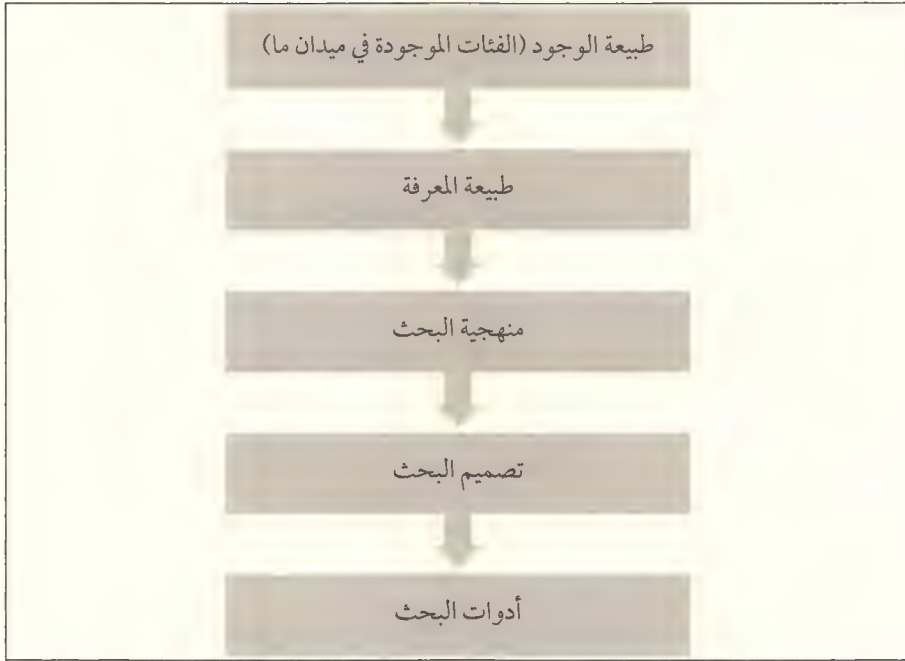 طبيعة الوجود (الفئات الموجودة في ميدان ما)
طبيعة المعرفة
منهجية البحث
تصميم البحث
أدوات البحث